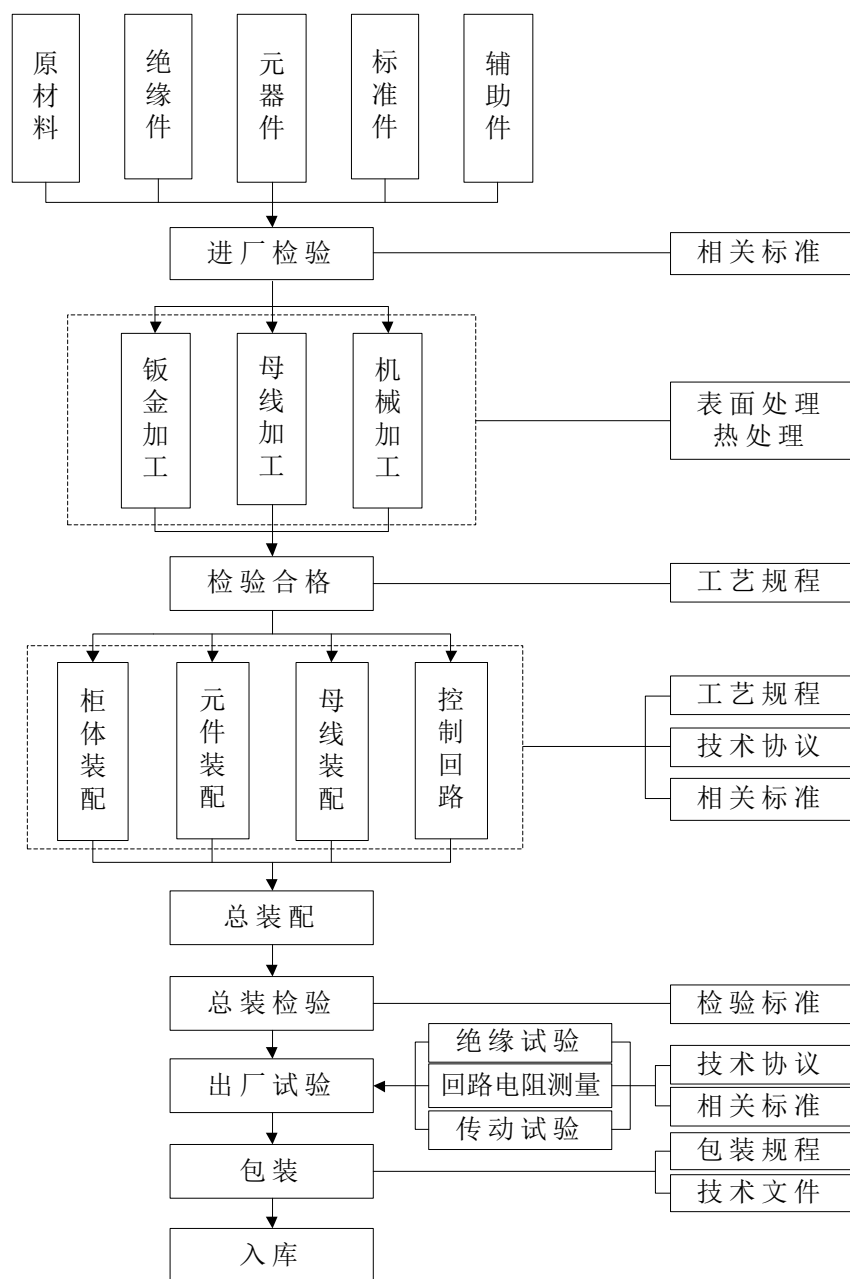 原材料
绝缘件
元器件
标准件
辅助件
进厂检验
相关标准
钣金加工
母线加工
机械加工
表面处理
热处理
检验合格
工艺规程
柜体装配
元件装配
母线装配
控制回路
工艺规程
技术协议
相关标准
总装配
总装检验
检验标准
出厂试验
绝缘试验
回路电阻测量
传动试验
技术协议
相关标准
包装
包装规程
技术文件
入库